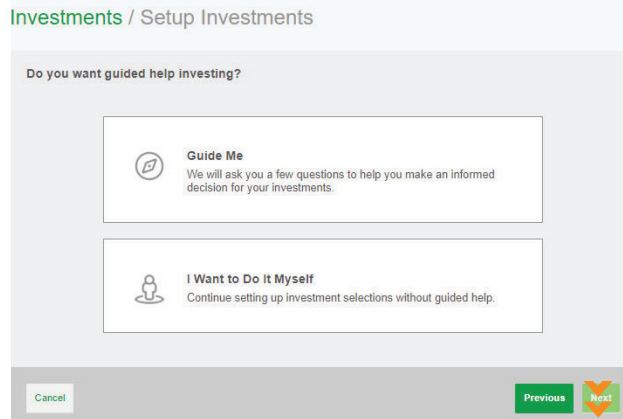 Investments / Setup Investments
Do you want guided help investing?
Guide Me
We will ask you a few questions to help you make an informed
decision for your investments.
I Want to Do It Myself
Continue setting up investment selections without guided help.
Cancel
Previous
Next